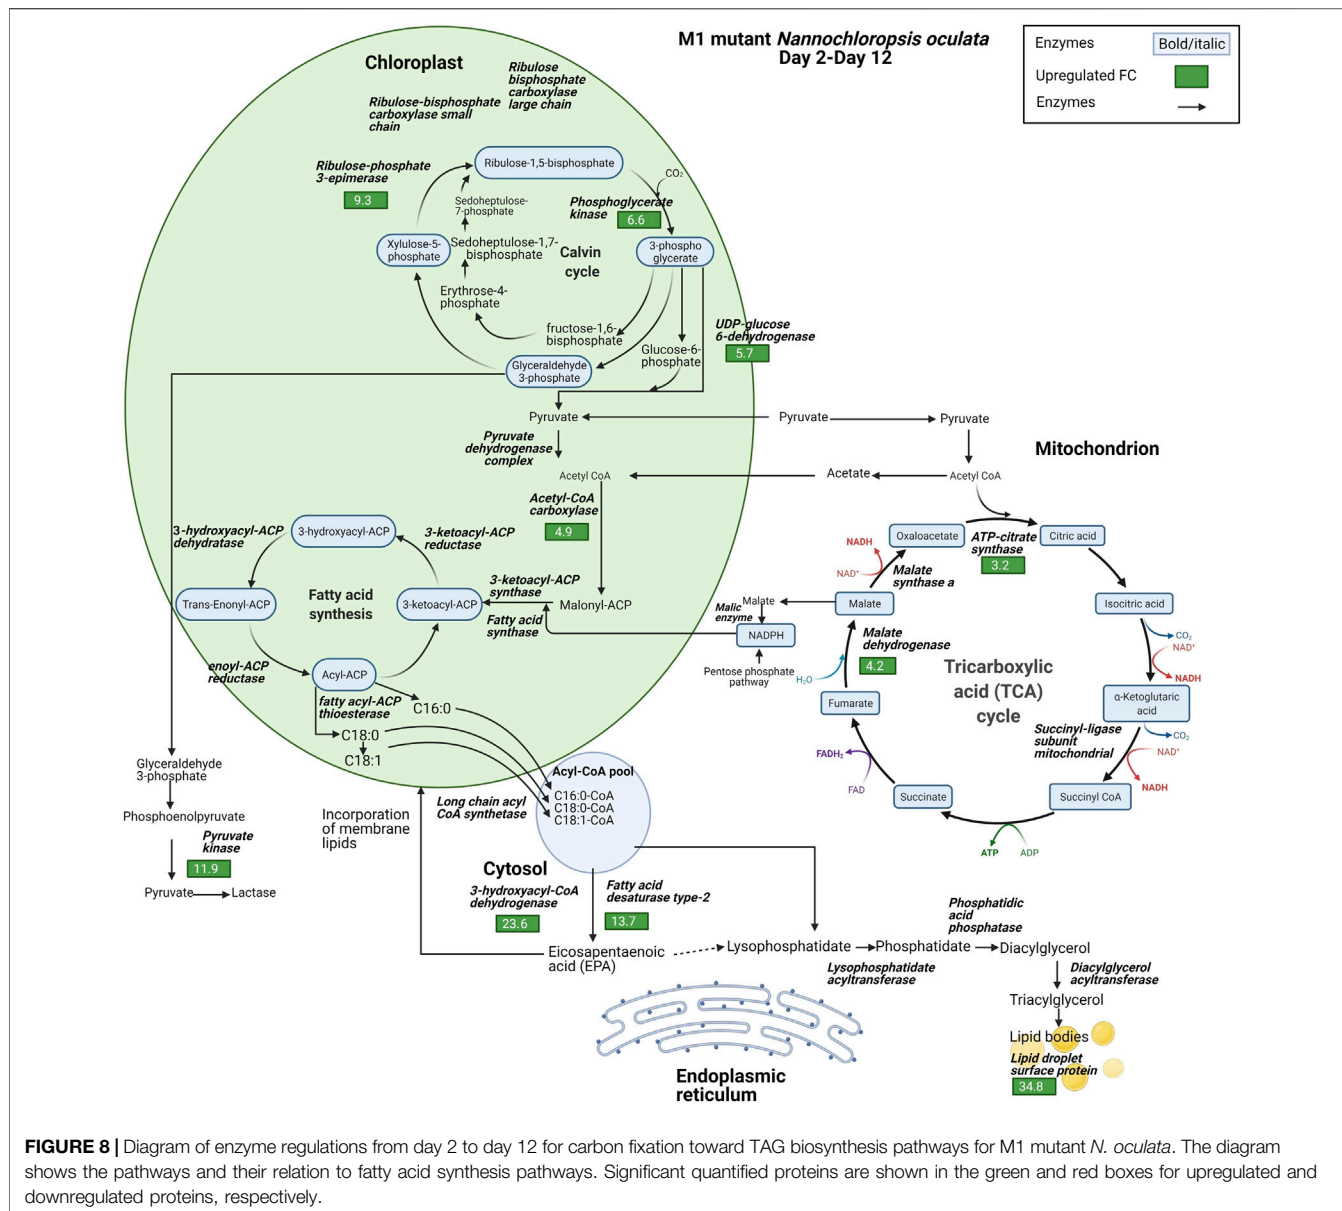 M1 mutant Nannochloropsis oculata
Day 2-Day 12
Enzymes
Bold/italic
Upregulated FC
Enzymes
Chloroplast
Ribulose
bisphosphate
carboxylase
large chain
Ribulose-bisphosphate
carboxylase small
chain
Ribulose-phosphate
3-epimerase
9.3
Ribulose-1,5-bisphosphate
CO₂
Sedoheptulose-
7-phosphate
Phosphoglycerate
kinase
6.6
Xylulose-5-
phosphate
Sedoheptulose-1,7-
bisphosphate
Calvin
cycle
3-phospho
glycerate
Erythrose-4-
phosphate
fructose-1,6-
bisphosphate
Glucose-6-
phosphate
UDP-glucose
6-dehydrogenase
5.7
Glyceraldehyde
3-phosphate
Pyruvate
Pyruvate
Pyruvate
Pyruvate
dehydrogenase
complex
Mitochondrion
Acetyl CoA
Acetate
Acetyl CoA
Acetyl-CoA
carboxylase
4.9
3-hydroxyacyl-ACP
dehydratase
3-hydroxyacyl-ACP
3-ketoacyl-ACP
reductase
Oxaloacetate
ATP-citrate
synthase
3.2
Citric acid
NADH
NAD⁺
Malate
synthase a
3-ketoacyl-ACP
synthase
Trans-Enonyl-ACP
Fatty acid
synthesis
3-ketoacyl-ACP
Malonyl-ACP
Fatty acid
synthase
Malate
Malic
enzyme
Malate
Isocitric acid
NADPH
Malate
dehydrogenase
4.2
CO₂
NAD⁺
NADH
Pentose phosphate
pathway
H₂O
Tricarboxylic
acid (TCA)
cycle
enoyl-ACP
reductase
Acyl-ACP
fatty acyl-ACP
thioesterase
C16:0
C18:0
C18:1
Fumarate
α-Ketoglutaric
acid
Succinyl-ligase
subunit
mitochondrial
CO₂
NAD⁺
NADH
FADH₂
FAD
Succinate
Succinyl CoA
ATP
ADP
Glyceraldehyde
3-phosphate
Phosphoenolpyruvate
Pyruvate
kinase
11.9
Pyruvate
Lactase
Incorporation
of membrane
lipids
Long chain acyl
CoA synthetase
Acyl-CoA pool
C16:0-CoA
C18:0-CoA
C18:1-CoA
Cytosol
3-hydroxyacyl-CoA
dehydrogenase
23.6
Fatty acid
desaturase type-2
13.7
Eicosapentaenoic
acid (EPA)
Lysophosphatidate
Phosphatidate
Diacylglycerol
Phosphatidic
acid
phosphatase
Lysophosphatidate
acyltransferase
Diacylglycerol
acyltransferase
Triacylglycerol
Lipid bodies
Lipid droplet
surface protein
34.8
Endoplasmic
reticulum
FIGURE 8 | Diagram of enzyme regulations from day 2 to day 12 for carbon fixation toward TAG biosynthesis pathways for M1 mutant N. oculata. The diagram
shows the pathways and their relation to fatty acid synthesis pathways. Significant quantified proteins are shown in the green and red boxes for upregulated and
downregulated proteins, respectively.